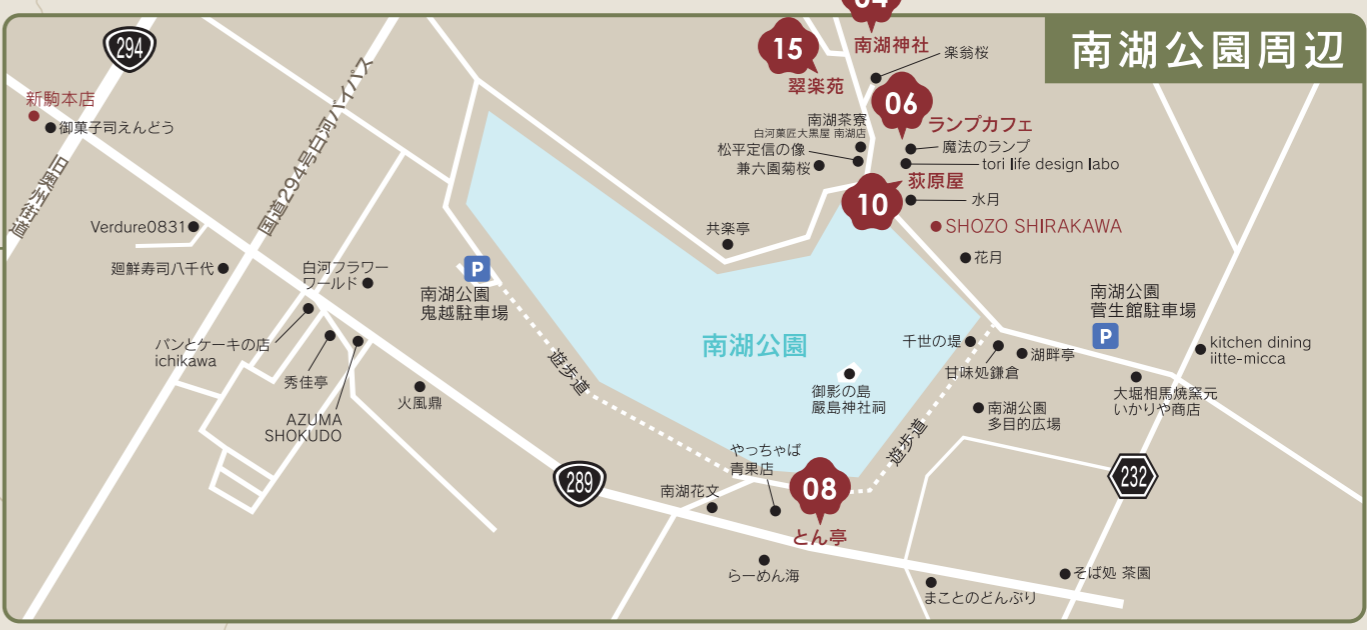 04
南湖公園周辺
294
15
南湖神社
楽翁桜
翠楽苑
06
新駒本店
御菓子司えんどう
国道294号白河バイパス
旧奥州街道
南湖茶寮
白河菓匠大黒屋 南湖店
松平定信の像
兼六園菊桜
ランプカフェ
魔法のランプ
tori life design labo
荻原屋
10
水月
SHOZO SHIRAKAWA
花月
Verdure0831
廻鮮寿司八千代
白河フラワー
ワールド
共楽亭
P
南湖公園
鬼越駐車場
南湖公園
菅生館駐車場
P
パンとケーキの店
ichikawa
秀佳亭
AZUMA
SHOKUDO
火風鼎
遊歩道
南湖公園
御影の島
嚴島神社祠
千世の堤
甘味処鎌倉
湖畔亭
kitchen dining
iitte-micca
大堀相馬焼窯元
いかりや商店
南湖公園
多目的広場
遊歩道
289
232
南湖花文
やっちゃば
青果店
08
とん亭
らーめん海
まことのどんぶり
そば処 茶園